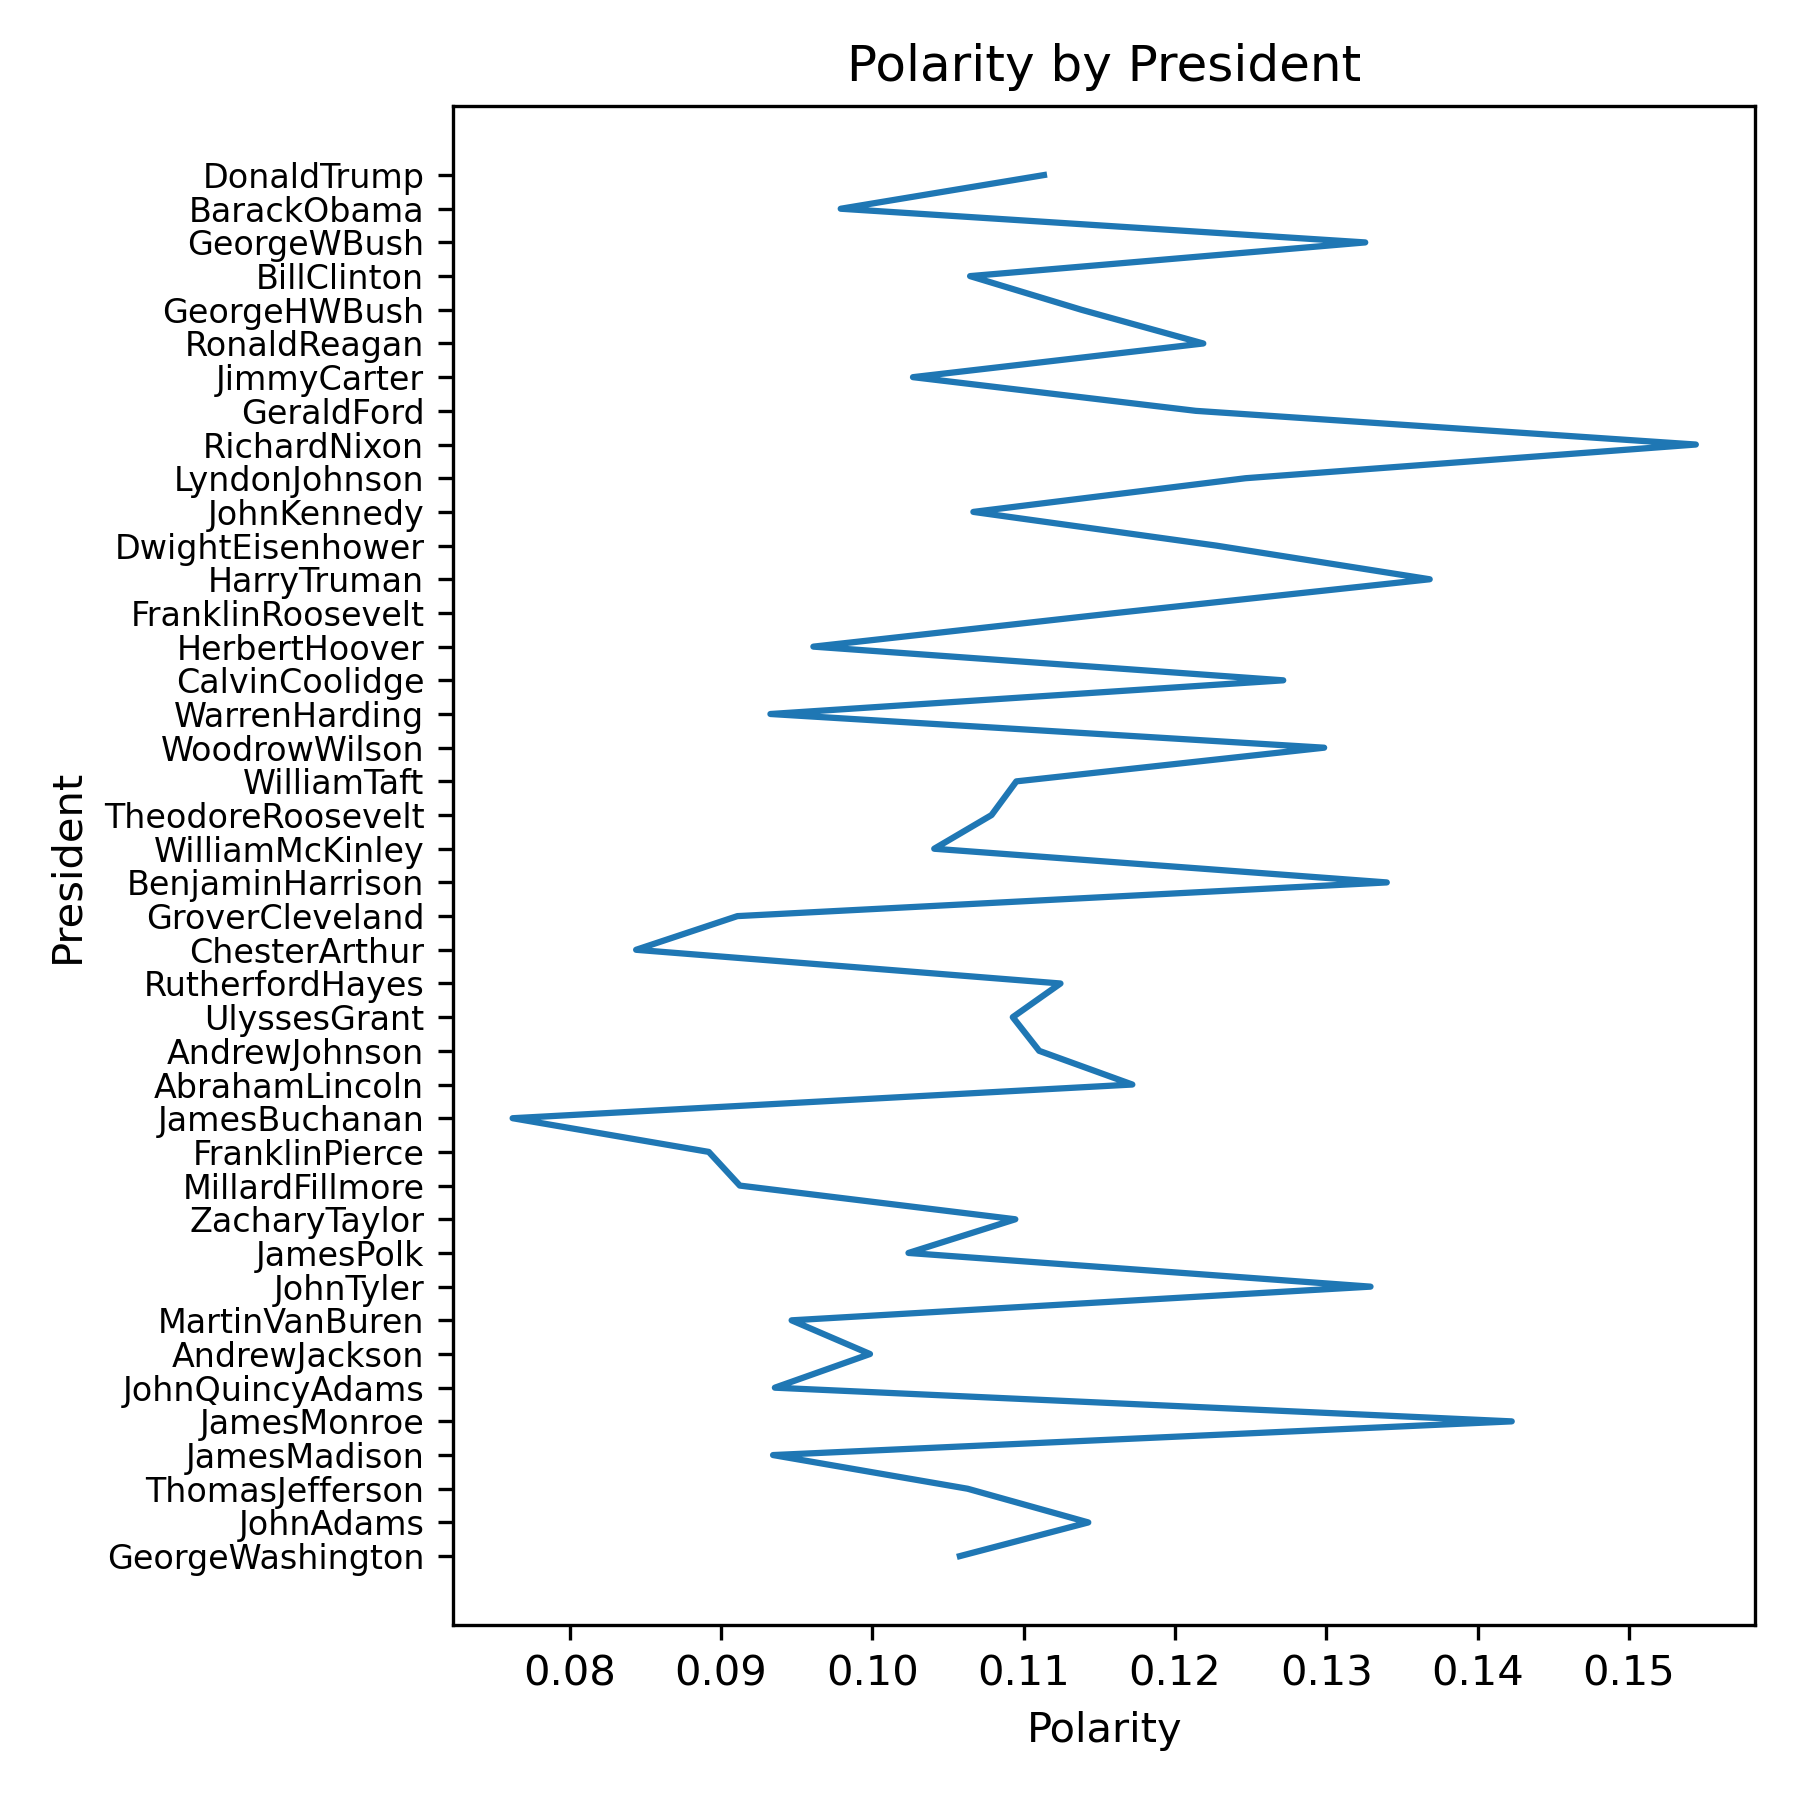 Polarity by President
DonaldTrump
BarackObama
GeorgeWBush
BillClinton
GeorgeHWBush
RonaldReagan
JimmyCarter
GeraldFord
RichardNixon
LyndonJohnson
JohnKennedy
DwightEisenhower
HarryTruman
FranklinRoosevelt
HerbertHoover
CalvinCoolidge
WarrenHarding
WoodrowWilson
WilliamTaft
TheodoreRoosevelt
WilliamMcKinley
BenjaminHarrison
GroverCleveland
ChesterArthur
RutherfordHayes
UlyssesGrant
AndrewJohnson
AbrahamLincoln
JamesBuchanan
FranklinPierce
MillardFillmore
ZacharyTaylor
JamesPolk
JohnTyler
MartinVanBuren
AndrewJackson
JohnQuincyAdams
JamesMonroe
JamesMadison
ThomasJefferson
JohnAdams
GeorgeWashington
President
0.08 0.09 0.10 0.11 0.12 0.13 0.14 0.15
Polarity